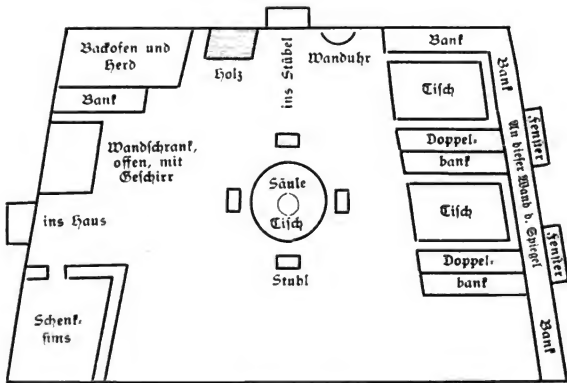 Backofen und
Herd
Bank
Holz
ins Stübel
Wanduhr
Bank
Bank
Tisch
Wandschrank,
offen, mit
Geschirr
Doppel-
bank
An dieser Wand d. Spiegel
Fenster
Säule
Tisch
Tisch
ins Haus
Fenster
Stuhl
Doppel-
bank
Schenk-
sims
Bank